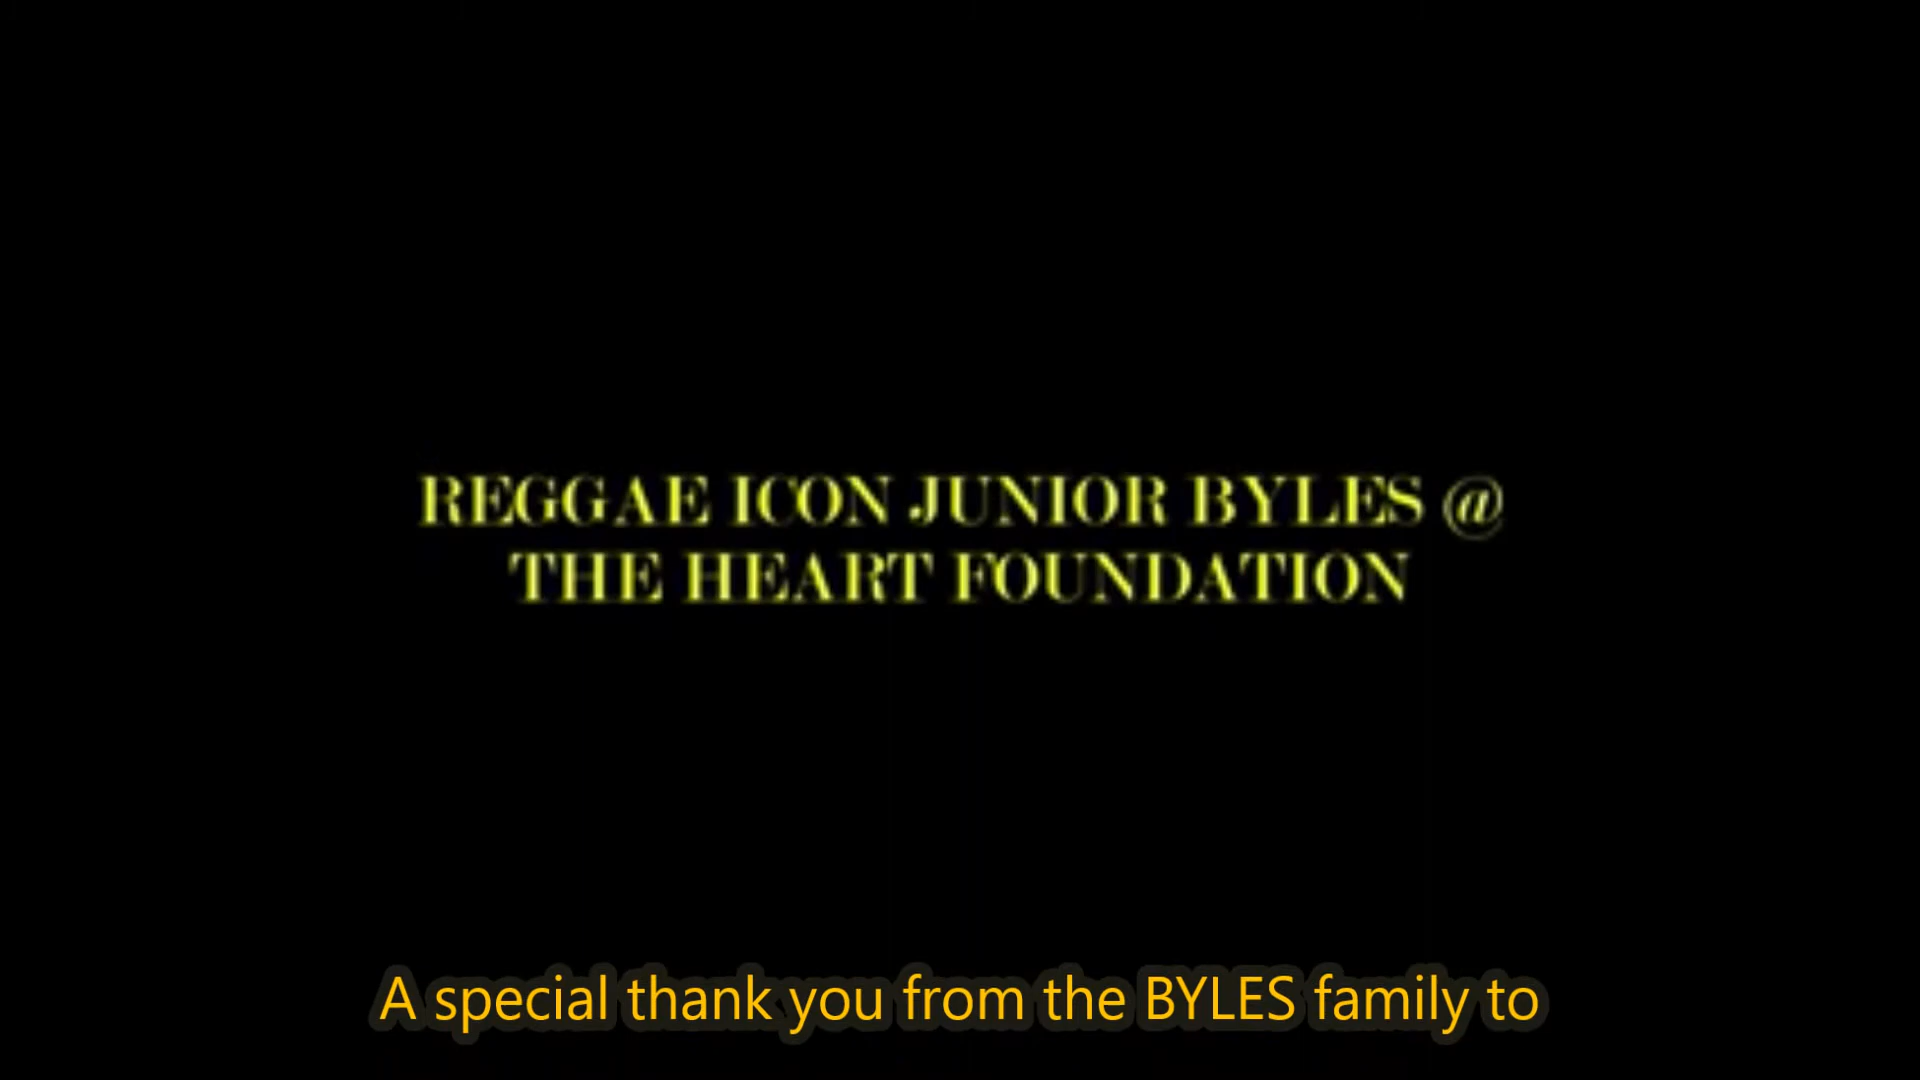 REGGAE ICON JUNIOR BYLES @
THE HEART FOUNDATION
A special thank you from the BYLES family to